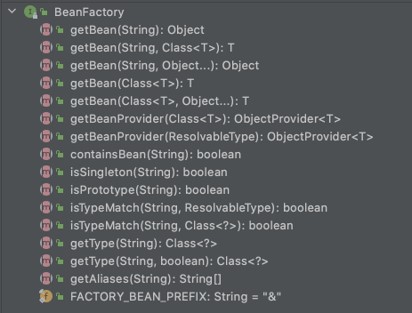 BeanFactory
getBean(String): Object
getBean(String, Class<T>): T
getBean(String, Object...): Object
getBean(Class<T>): T
getBean(Class<T>, Object...): T
getBeanProvider(Class<T>): ObjectProvider<T>
getBeanProvider(ResolvableType): ObjectProvider<T>
containsBean(String): boolean
isSingleton(String): boolean
isPrototype(String): boolean
isTypeMatch(String, ResolvableType): boolean
isTypeMatch(String, Class<?>): boolean
getType(String): Class<?>
getType(String, boolean): Class<?>
getAliases(String): String[]
FACTORY_BEAN_PREFIX: String = "&"